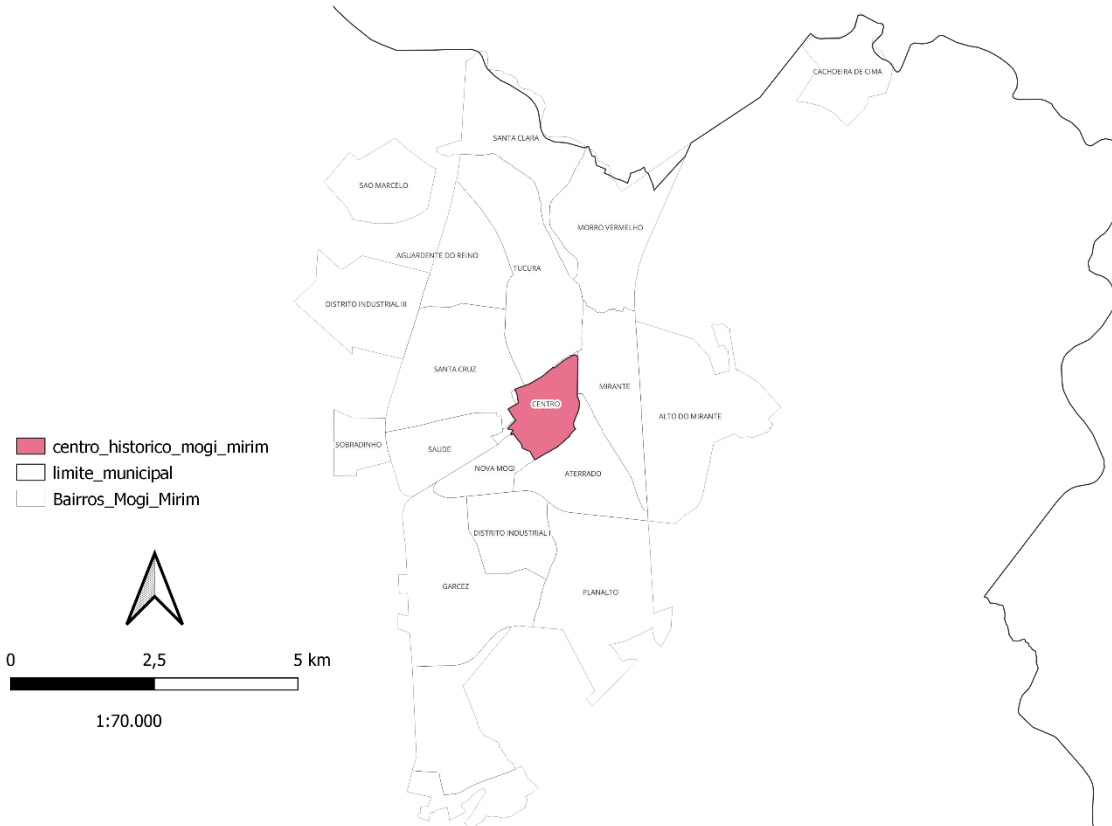 CACHOEIRA DE CIMA
SANTA CLARA
SAO MARCELO
MORRO VERMELHO
AGUARDENTE DO REINO
TUCURA
DISTRITO INDUSTRIAL III
SANTA CRUZ
MIRANTE
CENTRO
ALTO DO MIRANTE
SOBRADINHO
SAUDE
NOVA MOGI
ATERRADO
centro_historico_mogi_mirim
limite_municipal
Bairros_Mogi_Mirim
DISTRITO INDUSTRIAL I
GARCEZ
PLANALTO
0 2,5 5 km
1:70.000